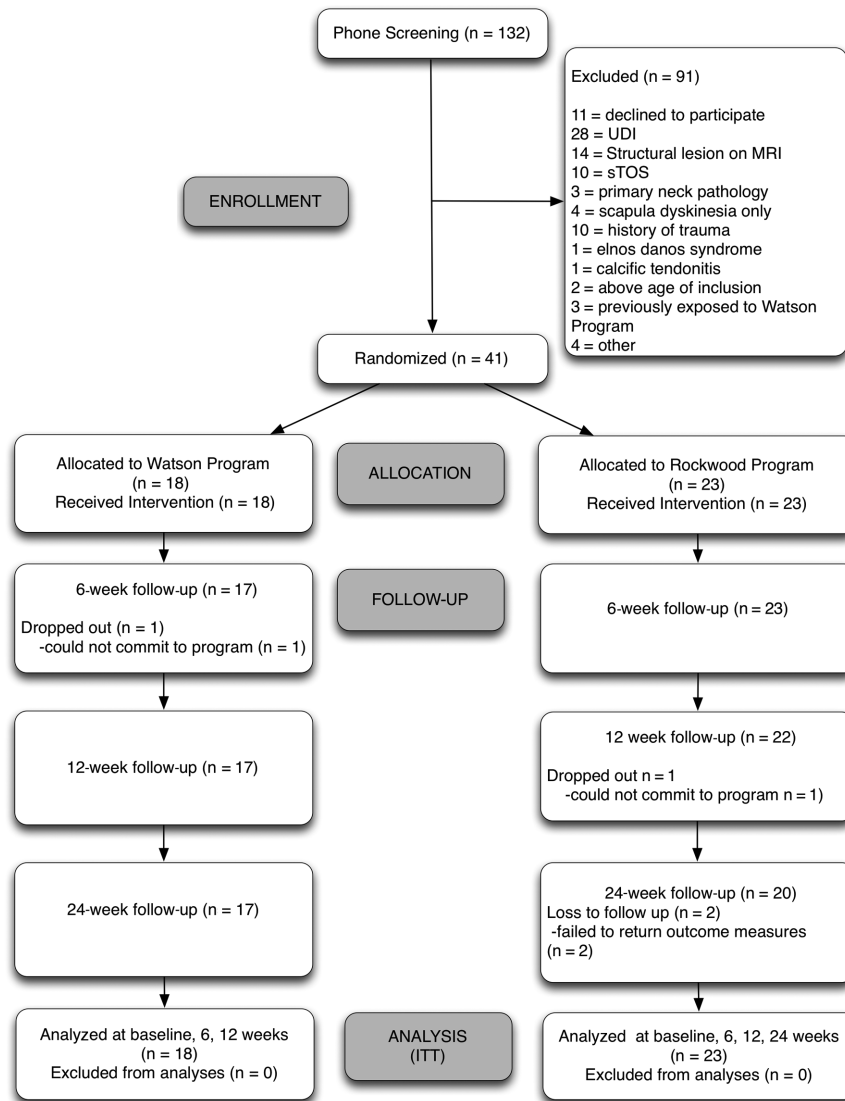 Phone Screening (n = 132)
Excluded (n = 91)
11 = declined to participate
28 = UDI
14 = Structural lesion on MRI
10 = sTOS
3 = primary neck pathology
4 = scapula dyskinesia only
10 = history of trauma
1 = elnos danos syndrome
1 = calcific tendonitis
2 = above age of inclusion
3 = previously exposed to Watson
Program
4 = other
ENROLLMENT
Randomized (n = 41)
Allocated to Watson Program
(n = 18)
Received Intervention (n = 18)
ALLOCATION
Allocated to Rockwood Program
(n = 23)
Received Intervention (n = 23)
6-week follow-up (n = 17)
Dropped out (n = 1)
-could not commit to program (n = 1)
FOLLOW-UP
6-week follow-up (n = 23)
12-week follow-up (n = 17)
12 week follow-up (n = 22)
Dropped out n = 1
-could not commit to program n = 1)
24-week follow-up (n = 17)
24-week follow-up (n = 20)
Loss to follow up (n = 2)
-failed to return outcome measures
(n = 2)
Analyzed at baseline, 6, 12 weeks
(n = 18)
Excluded from analyses (n = 0)
ANALYSIS
(ITT)
Analyzed at baseline, 6, 12, 24 weeks
(n = 23)
Excluded from analyses (n = 0)